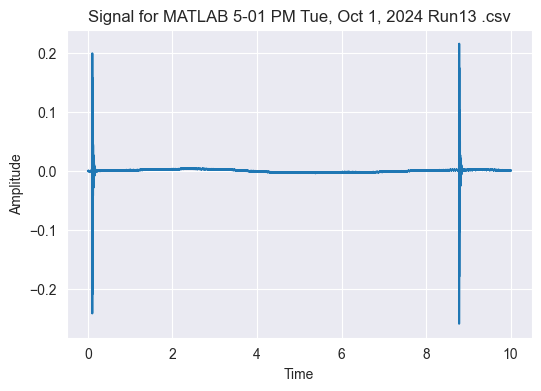 Signal for MATLAB 5-01 PM Tue, Oct 1, 2024 Run13 .csv
0.2
0.1
0.0
−0.1
−0.2
Amplitude
0 2 4 6 8 10
Time